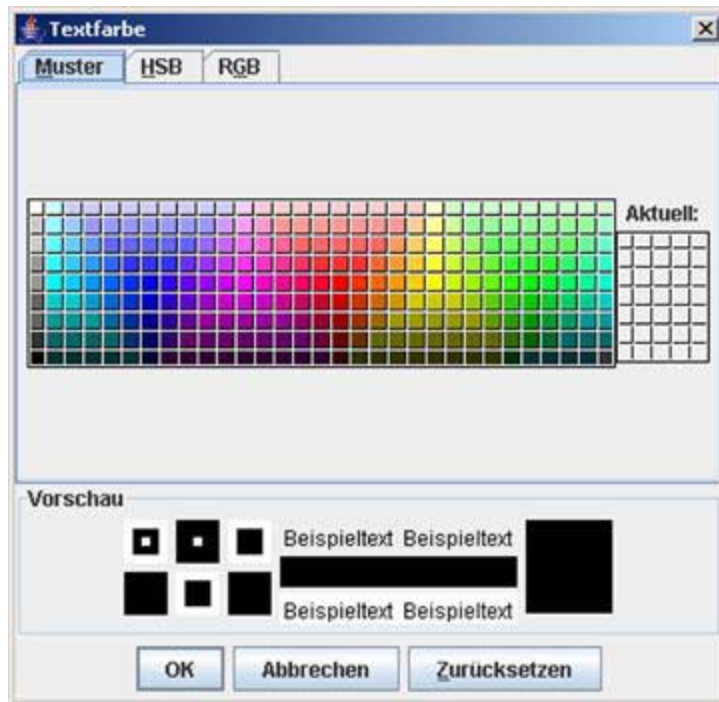 Textfarbe
Muster HSB RGB
Aktuell:
Vorschau
Beispieltext Beispieltext
Beispieltext Beispieltext
OK Abbrechen Zurücksetzen